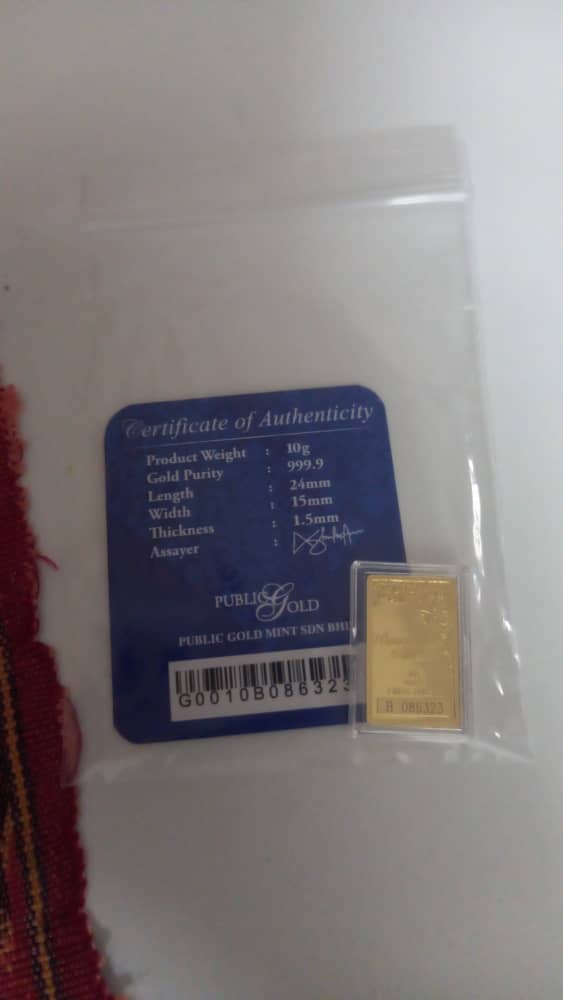 Certificate of Authenticity
Product Weight : 10g
Gold Purity : 999.9
Length : 24mm
Width : 15mm
Thickness : 1.5mm
Assayer :
PUBLIC GOLD
PUBLIC GOLD MINT SDN BH
G0010B086323
B 086323